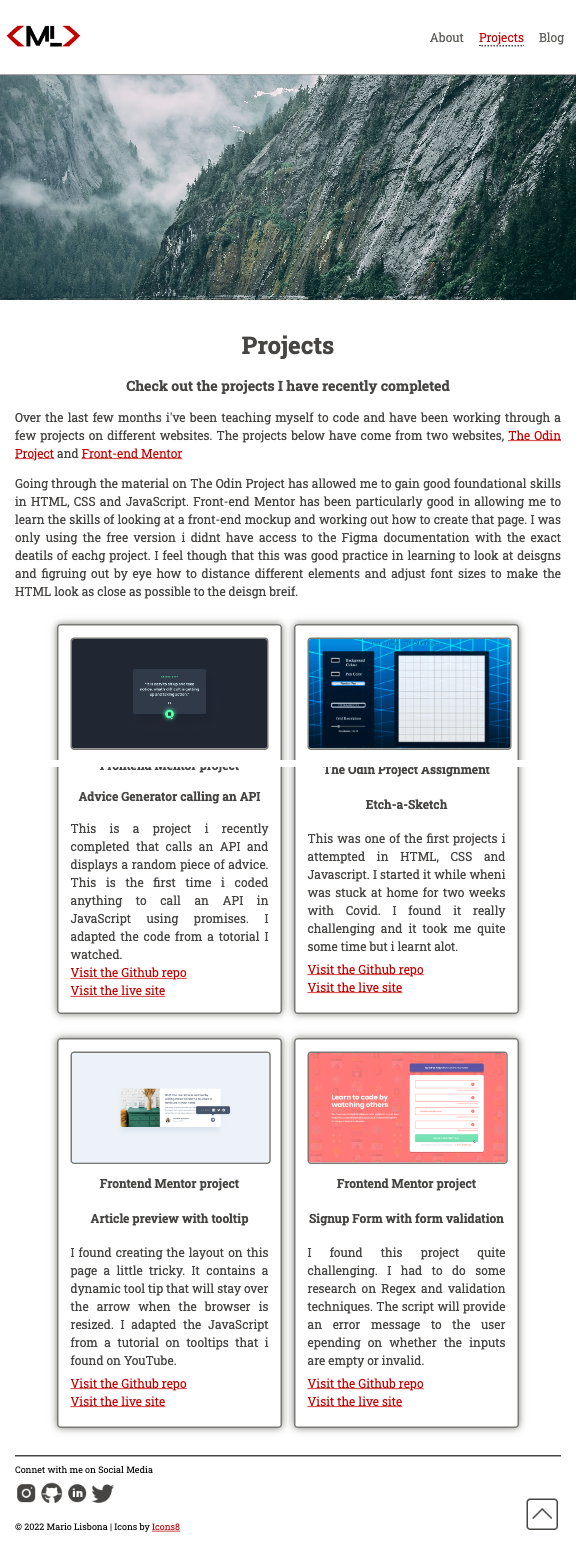 <ML>
About Projects Blog
Projects
Check out the projects I have recently completed
Over the last few months i've been teaching myself to code and have been working through a
few projects on different websites. The projects below have come from two websites, The Odin
Project and Front-end Mentor
Going through the material on The Odin Project has allowed me to gain good foundational skills
in HTML, CSS and JavaScript. Front-end Mentor has been particularly good in allowing me to
learn the skills of looking at a front-end mockup and working out how to create that page. I was
only using the free version i didnt have access to the Figma documentation with the exact
deatils of eachg project. I feel though that this was good practice in learning to look at deisgns
and figruing out by eye how to distance different elements and adjust font sizes to make the
HTML look as close as possible to the deisgn breif.
Frontend Mentor project
Advice Generator calling an API
This is a project i recently
completed that calls an API and
displays a random piece of advice.
This is the first time i coded
anything to call an API in
JavaScript using promises. I
adapted the code from a totorial I
watched.
Visit the Github repo
Visit the live site
Background
Colour
Pen Color
The Odin Project Assignment
Etch-a-Sketch
This was one of the first projects i
attempted in HTML, CSS and
Javascript. I started it while wheni
was stuck at home for two weeks
with Covid. I found it really
challenging and it took me quite
some time but i learnt alot.
Visit the Github repo
Visit the live site
Frontend Mentor project
Article preview with tooltip
I found creating the layout on this
page a little tricky. It contains a
dynamic tool tip that will stay over
the arrow when the browser is
resized. I adapted the JavaScript
from a tutorial on tooltips that i
found on YouTube.
Visit the Github repo
Visit the live site
Learn to code by
watching others
Frontend Mentor project
Signup Form with form validation
I found this project quite
challenging. I had to do some
research on Regex and validation
techniques. The script will provide
an error message to the user
epending on whether the inputs
are empty or invalid.
Visit the Github repo
Visit the live site
Connet with me on Social Media
© 2022 Mario Lisbona | Icons by Icons8